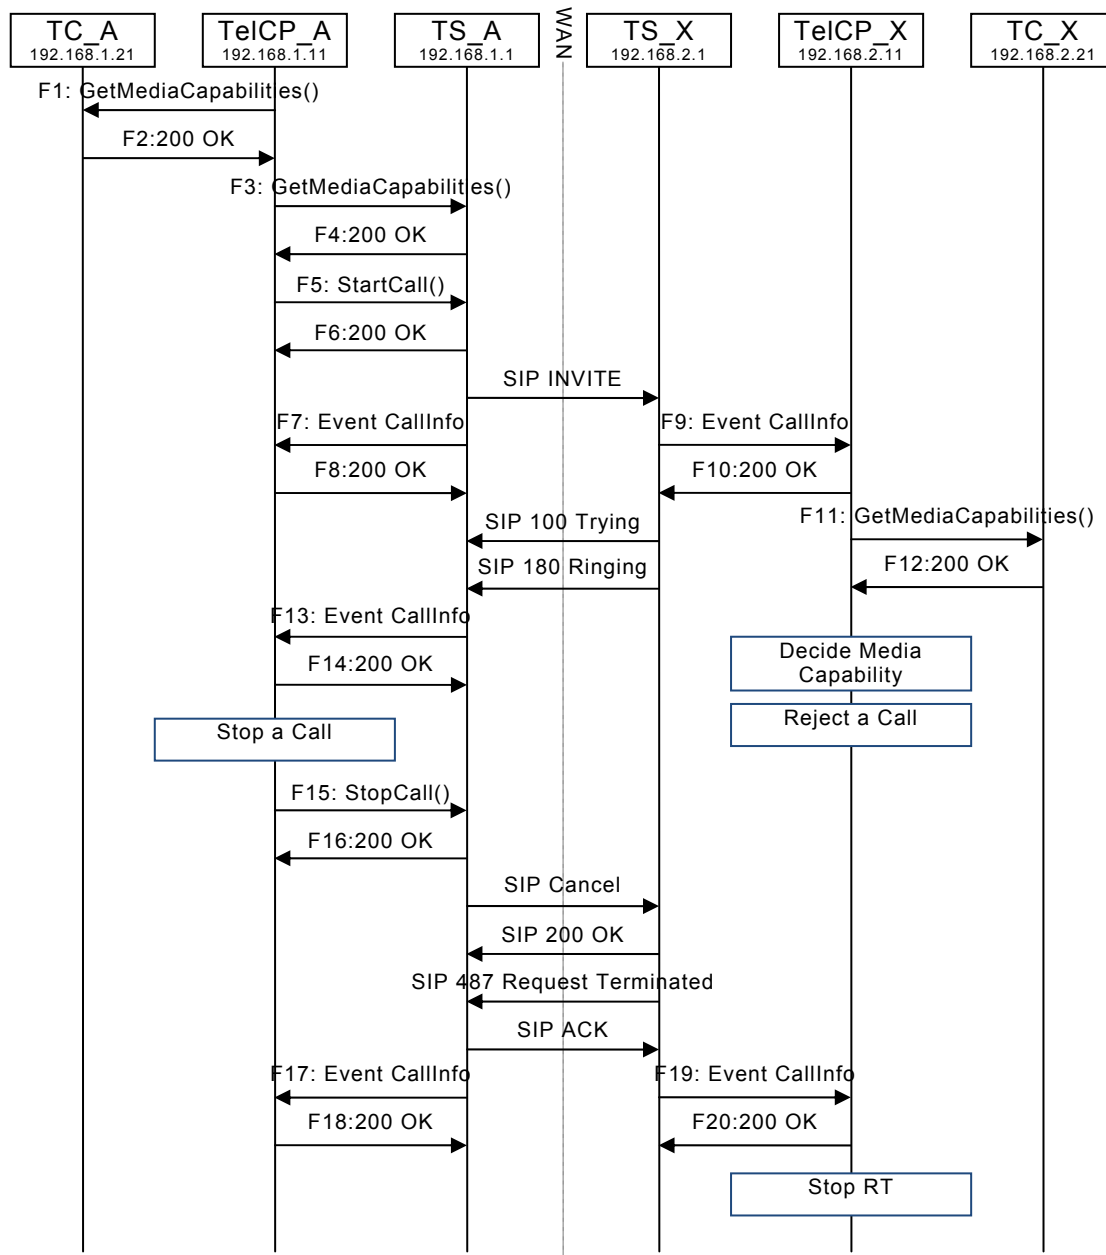 TC_A
192.168.1.21
TelCP_A
192.168.1.11
TS_A
192.168.1.1
WAN
TS_X
192.168.2.1
TelCP_X
192.168.2.11
TC_X
192.168.2.21
F1: GetMediaCapabilities()
F2:200 OK
F3: GetMediaCapabilities()
F4:200 OK
F5: StartCall()
F6:200 OK
SIP INVITE
F7: Event CallInfo
F9: Event CallInfo
F8:200 OK
F10:200 OK
SIP 100 Trying
F11: GetMediaCapabilities()
SIP 180 Ringing
F12:200 OK
F13: Event CallInfo
Decide Media
Capability
F14:200 OK
Stop a Call
Reject a Call
F15: StopCall()
F16:200 OK
SIP Cancel
SIP 200 OK
SIP 487 Request Terminated
SIP ACK
F17: Event CallInfo
F19: Event CallInfo
F18:200 OK
F20:200 OK
Stop RT